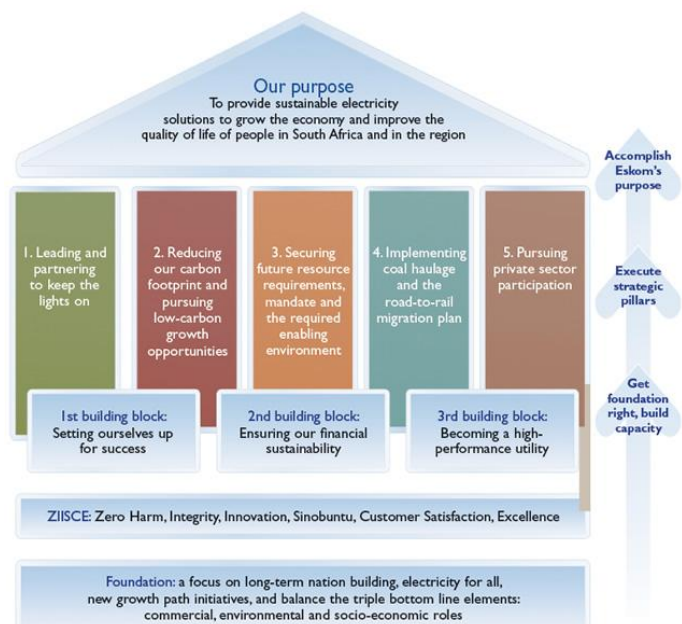 Our purpose
To provide sustainable electricity
solutions to grow the economy and improve the
quality of life of people in South Africa and in the region
Accomplish
Eskom's
purpose
1. Leading and
partnering
to keep the
lights on
2. Reducing
our carbon
footprint and
pursuing
low-carbon
growth
opportunities
3. Securing
future resource
requirements,
mandate and
the required
enabling
environment
4. Implementing
coal haulage
and the
road-to-rail
migration plan
5. Pursuing
private sector
participation
Execute
strategic
pillars
Get
foundation
right, build
capacity
1st building block:
Setting ourselves up
for success
2nd building block:
Ensuring our financial
sustainability
3rd building block:
Becoming a high-
performance utility
ZIISCE: Zero Harm, Integrity, Innovation, Sinobuntu, Customer Satisfaction, Excellence
Foundation: a focus on long-term nation building, electricity for all,
new growth path initiatives, and balance the triple bottom line elements:
commercial, environmental and socio-economic roles